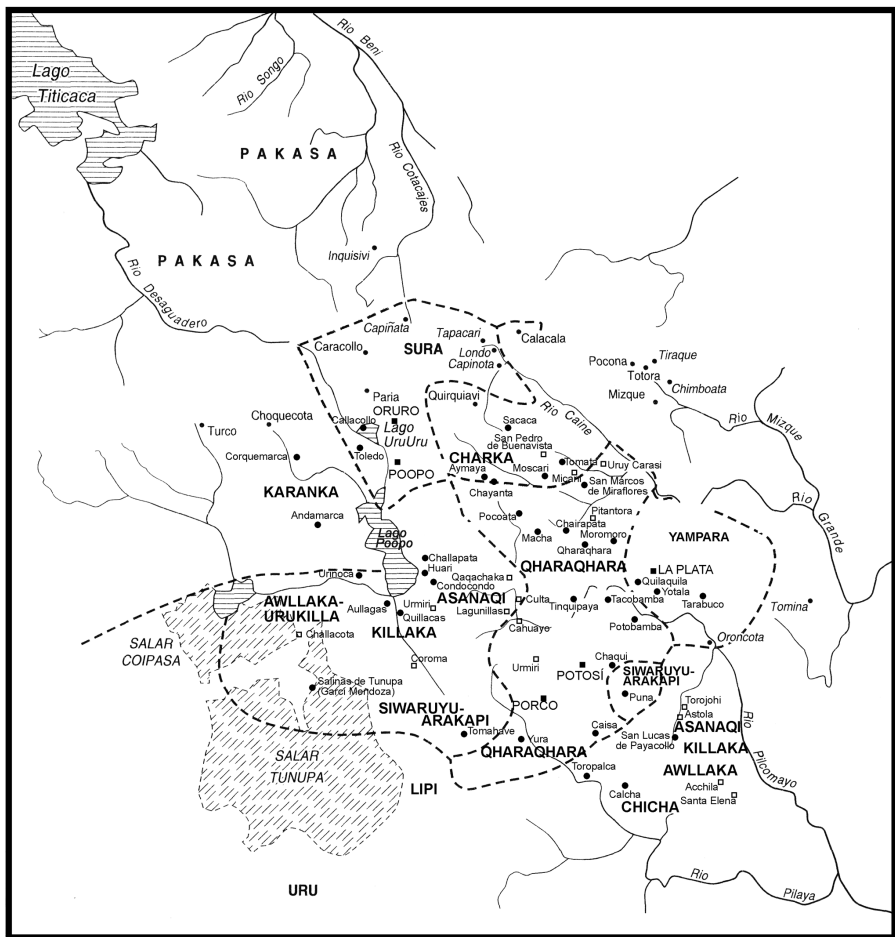 Rio Beni
Lago
Titicaca
Rio Songo
PAKASA
Rio Cotacajes
PAKASA
Inquisivi
Rio Desaguadero
Capiñata
Tapacari
Calacala
Caracollo
SURA
Londo
Capinota
Pocona
Tiraque
Totora
Chimboata
Mizque
Paria
Quirquiavi
Rio Caine
Rio Mizque
ORURO
Choquecota
Callacollo
Lago
UruUru
Sacaca
Turco
San Pedro
de Buenavista
Corquemarca
Toledo
POOPO
CHARKA
Tomata
Uruy Carasi
Aymaya
Moscari
Micani
KARANKA
Chayanta
San Marcos
de Miraflores
Rio Grande
Andamarca
Pocoata
Pitantora
Lago
Poopo
Macha
Chairapata
Moromoro
YAMPARA
Qharaqhara
Challapata
Huari
QHARAQHARA
LA PLATA
Urinoca
Condocondo
Qaqachaka
Quilaquila
Yotala
AWLLAKA-
URUKILLA
ASANAQI
Tarabuco
Tomina
Aullagas
Urmiri
Quillacas
Lagunillas
Culta
Tinquipaya
Tacobamba
SALAR
COIPASA
Challacota
KILLAKA
Cahuayo
Potobamba
Oroncota
Coroma
Urmiri
POTOSÍ
Chaqui
SIWARUYU-
ARAKAPI
Salinas de Tunupa
(Garcí Mendoza)
Puna
PORCO
Torojohi
Astola
SIWARUYU-
ARAKAPI
ASANAQI
Tomahave
Yura
Caisa
San Lucas
de Payacollo
KILLAKA
SALAR
TUNUPA
QHARAQHARA
AWLLAKA
Rio Pilcomayo
LIPI
Toropalca
Acchila
Calcha
Santa Elena
CHICHA
URU
Rio Pilaya